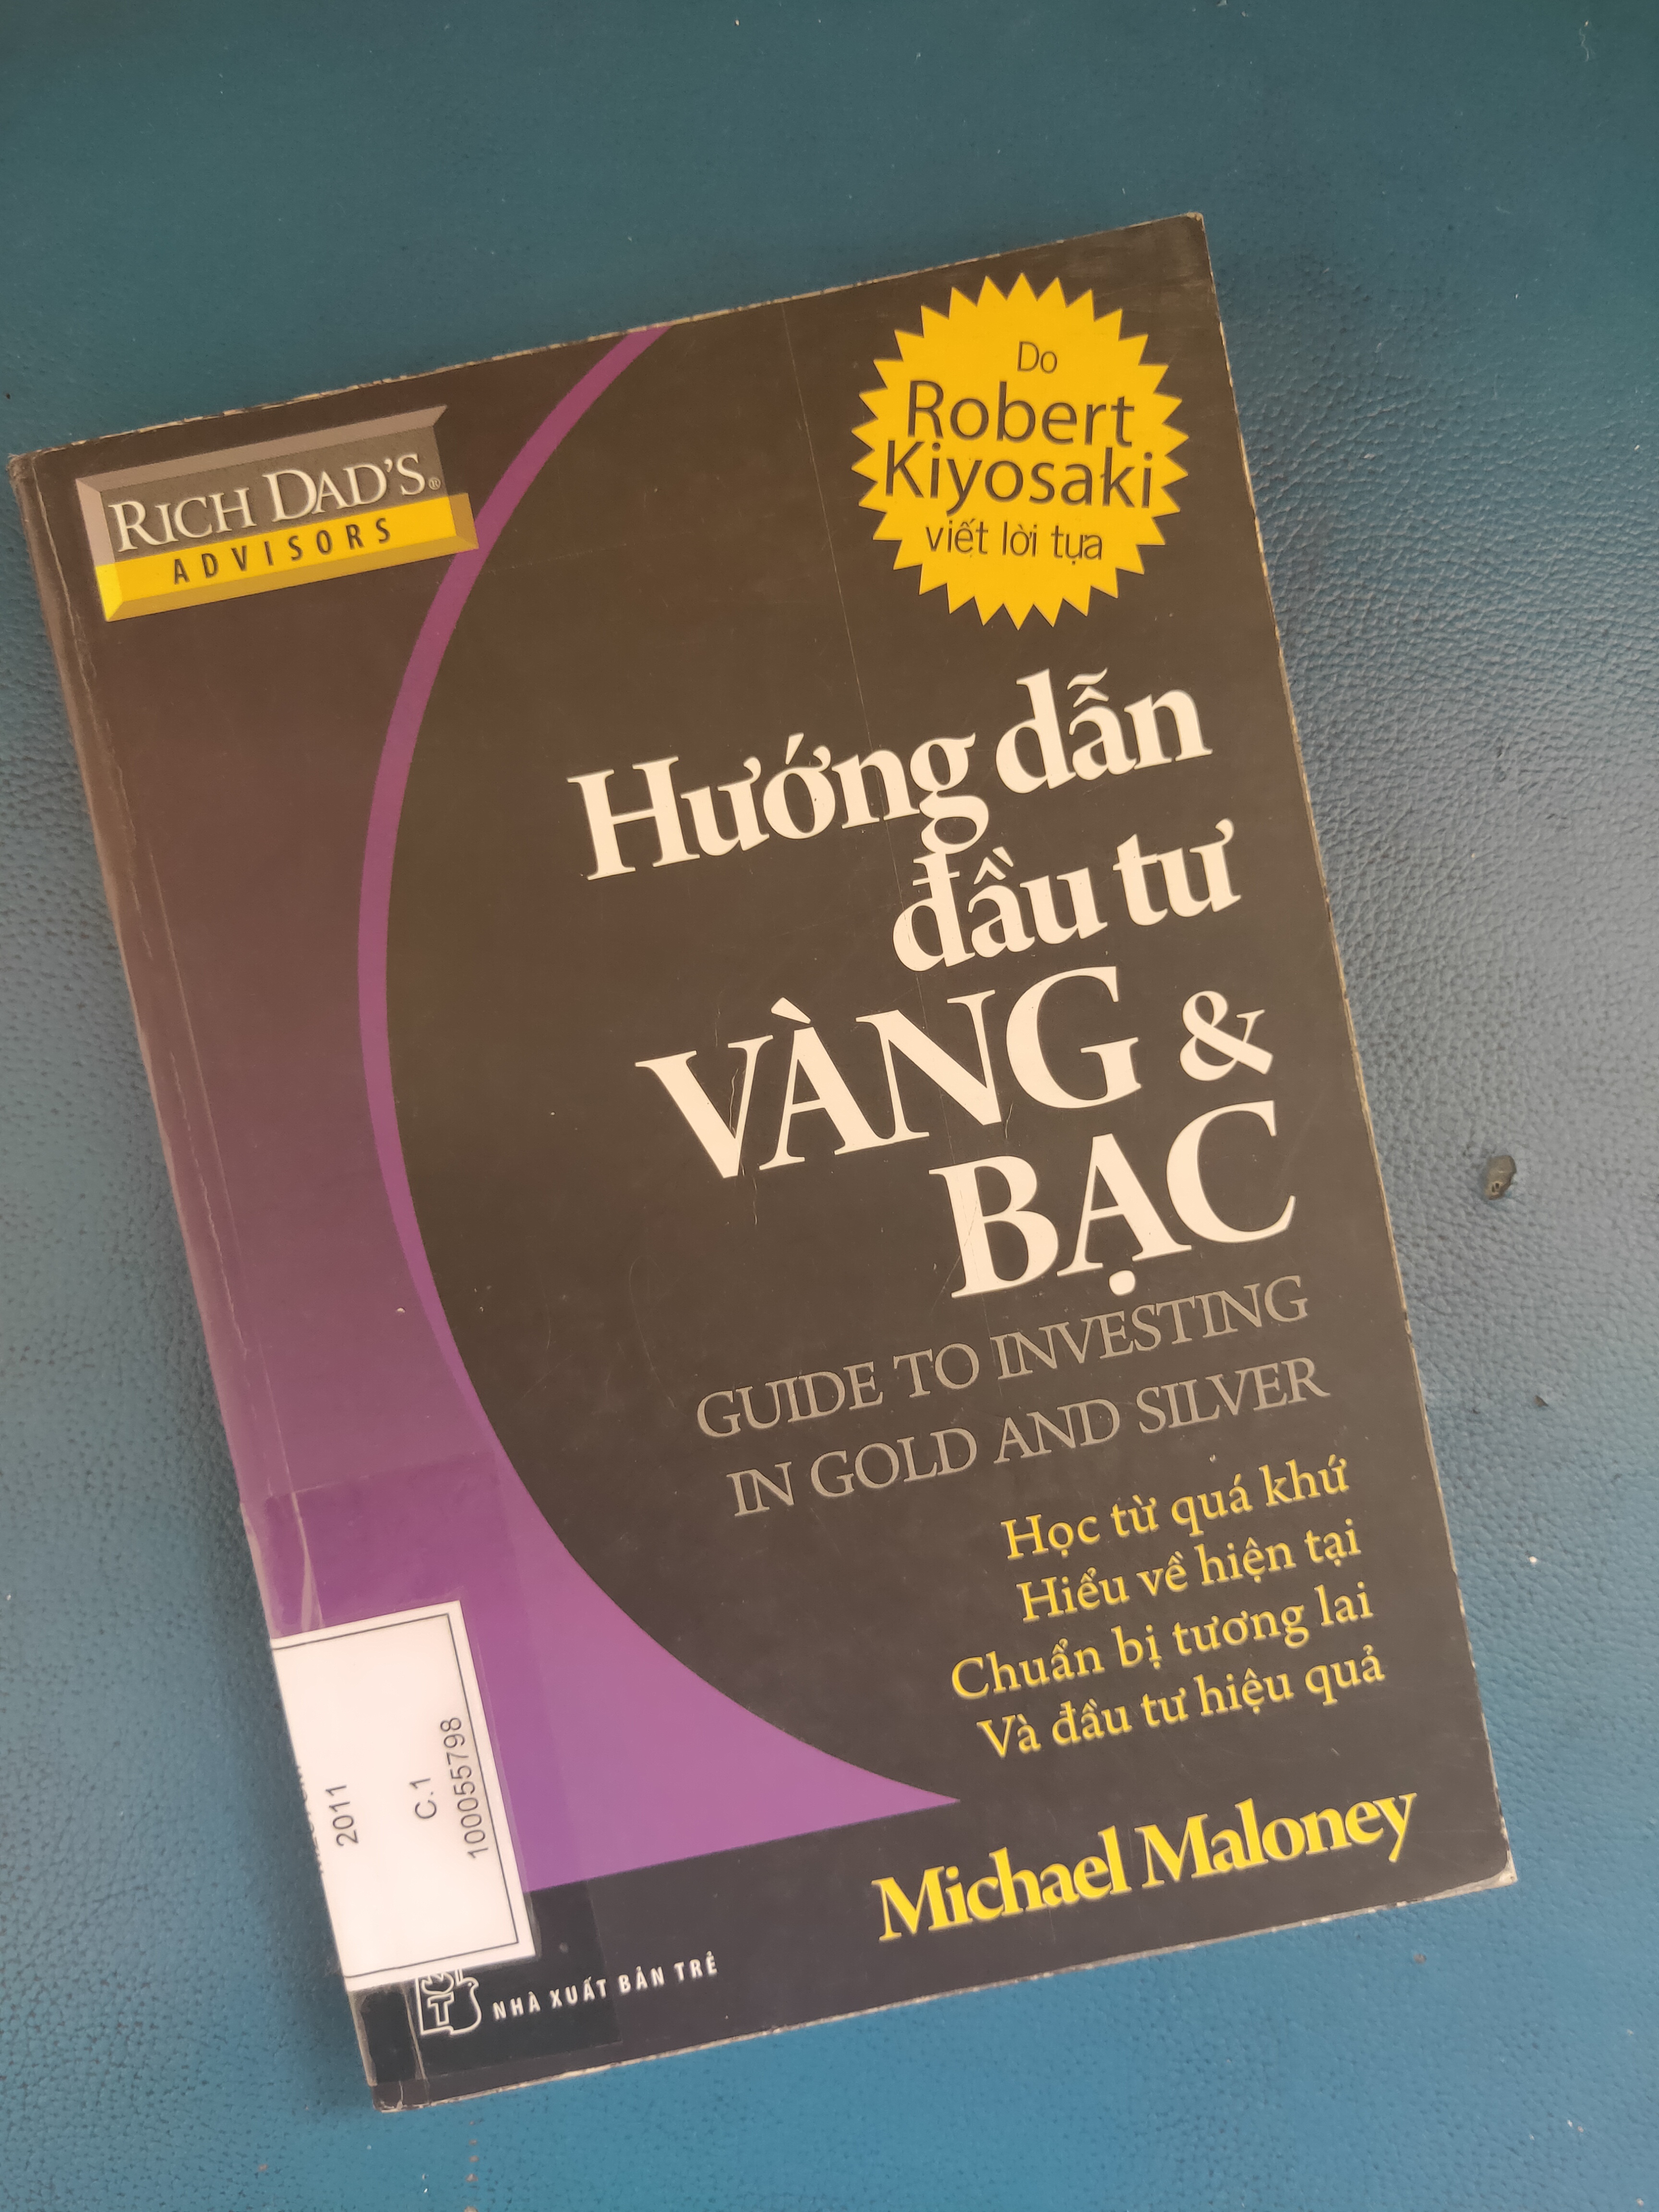 RICH DAD'S®
ADVISORS
Do
Robert
Kiyosaki
viết lời tựa
Hướng dẫn
đầu tư
VÀNG &
BẠC
GUIDE TO INVESTING
IN GOLD AND SILVER
Học từ quá khứ
Hiểu về hiện tại
Chuẩn bị tương lai
Và đầu tư hiệu quả
Michael Maloney
2011
C.1
100055798
NHÀ XUẤT BẢN TRẺ